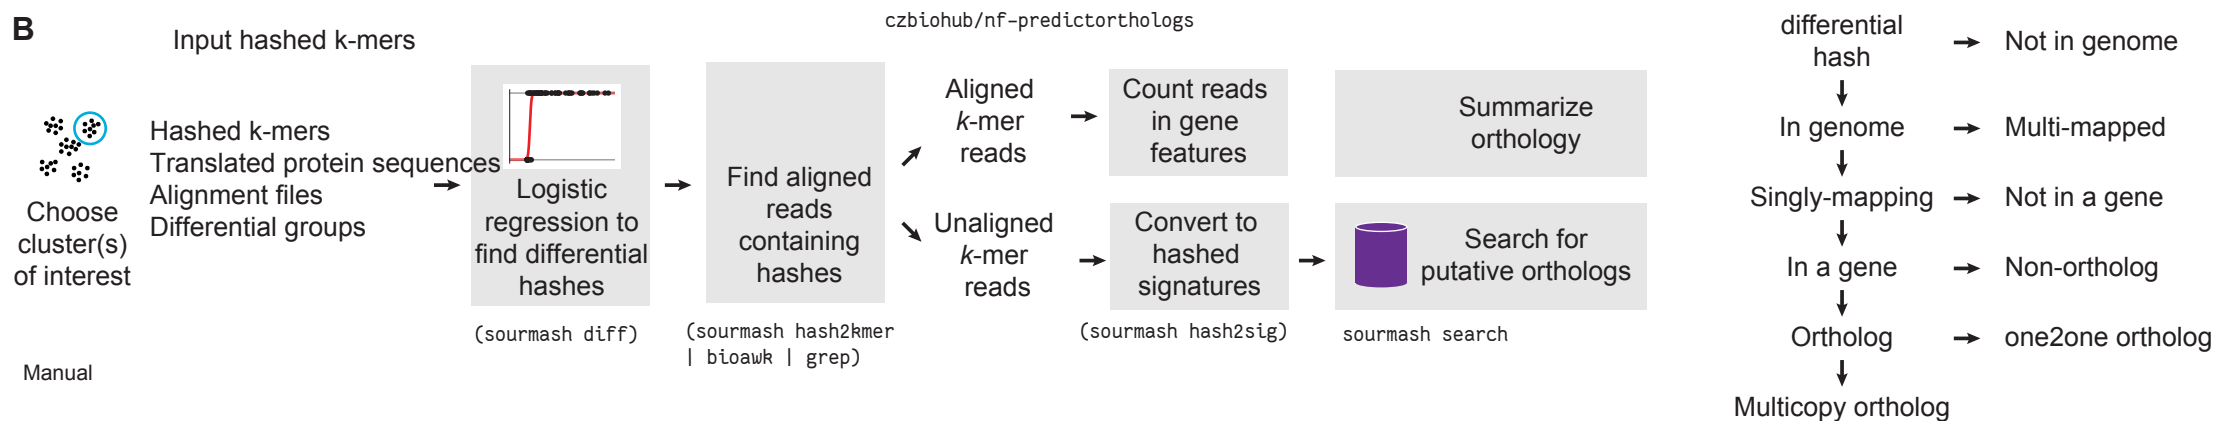 B
Input hashed k-mers
czbiohub/nf-predictorthologs
Choose
cluster(s)
of interest
Manual
Hashed k-mers
Translated protein sequences
Alignment files
Differential groups
Logistic
regression to
find differential
hashes
(sourmash diff)
Find aligned
reads
containing
hashes
(sourmash hash2kmer
| bioawk | grep)
Aligned
k-mer
reads
Count reads
in gene
features
Summarize
orthology
Unaligned
k-mer
reads
Convert to
hashed
signatures
(sourmash hash2sig)
Search for
putative orthologs
sourmash search
differential
hash
Not in genome
In genome
Multi-mapped
Singly-mapping
Not in a gene
In a gene
Non-ortholog
Ortholog
one2one ortholog
Multicopy ortholog